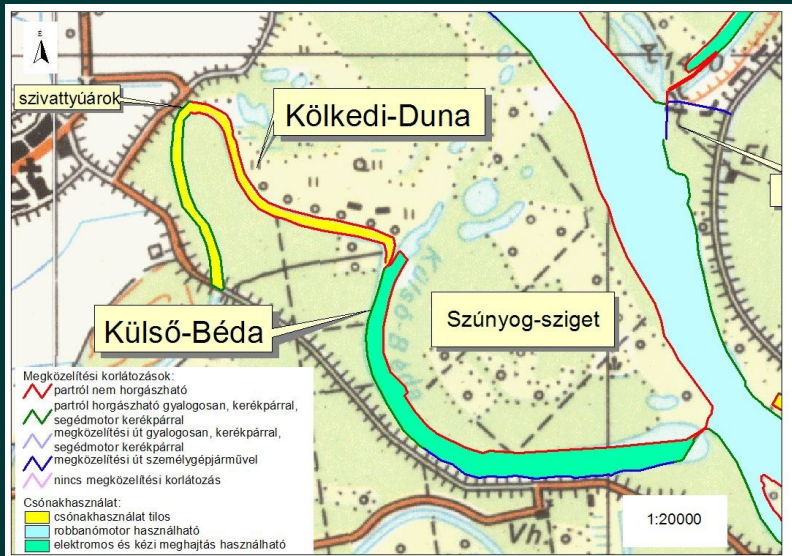 É
szivattyúárok
Kölkedi-Duna
Külső-Béda
Külső-Béda
Szúnyog-sziget
Megközelítési korlátozások:
partról nem horgászható
partról horgászható gyalogosan, kerékpárral,
segédmotor kerékpárral
megközelítési út gyalogosan, kerékpárral,
segédmotor kerékpárral
megközelítési út személygépjárművel
nincs megközelítési korlátozás
Csónakhasználat:
csónakhasználat tilos
robbanómotor használható
elektromos és kézi meghajtás használható
Vh.
1:20000